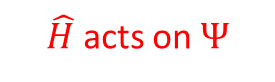 Ĥ acts on Ψ